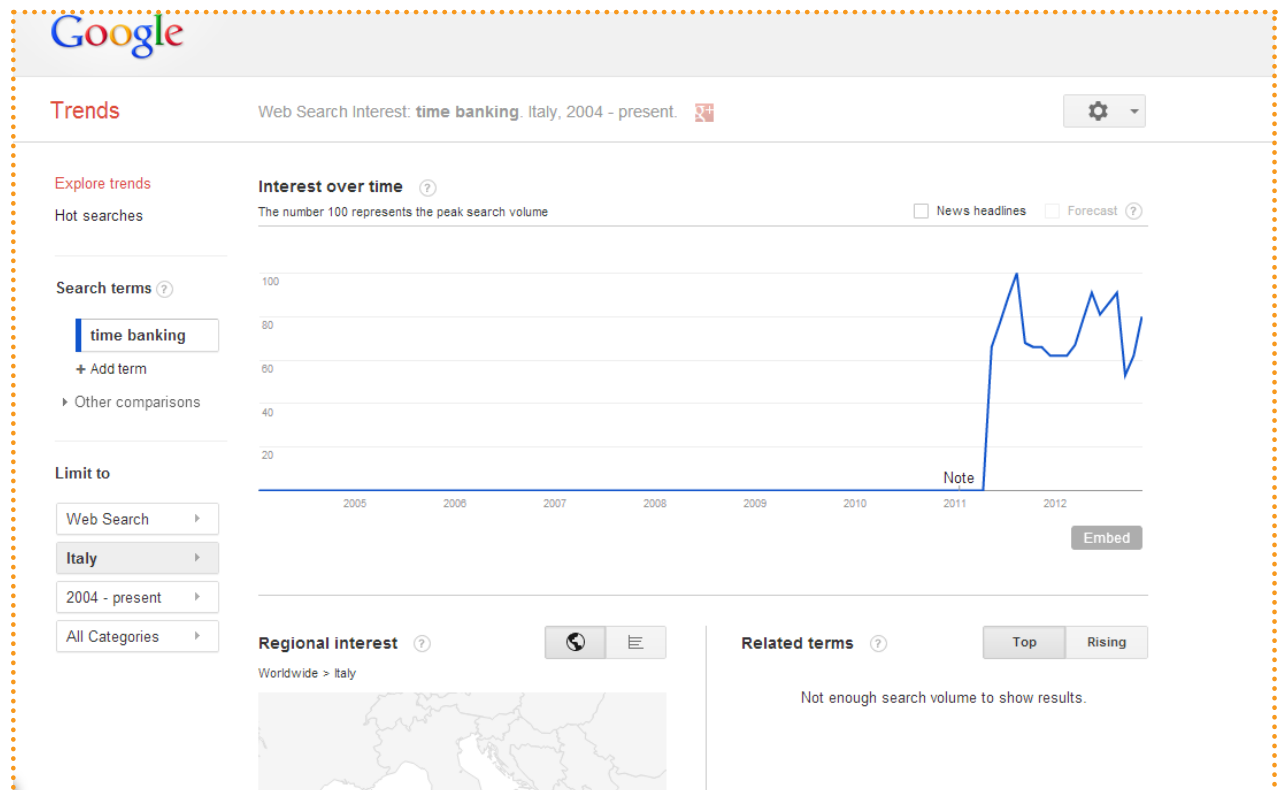 Google
Trends
Web Search Interest: time banking. Italy, 2004 - present.
Explore trends
Hot searches
Search terms ?
time banking
+ Add term
Other comparisons
Limit to
Web Search
Italy
2004 - present
All Categories
Interest over time ?
The number 100 represents the peak search volume
News headlines
Forecast ?
100
80
60
40
20
Note
2005 2006 2007 2008 2009 2010 2011 2012
Embed
Regional interest ?
Worldwide > Italy
Related terms ?
Top Rising
Not enough search volume to show results.